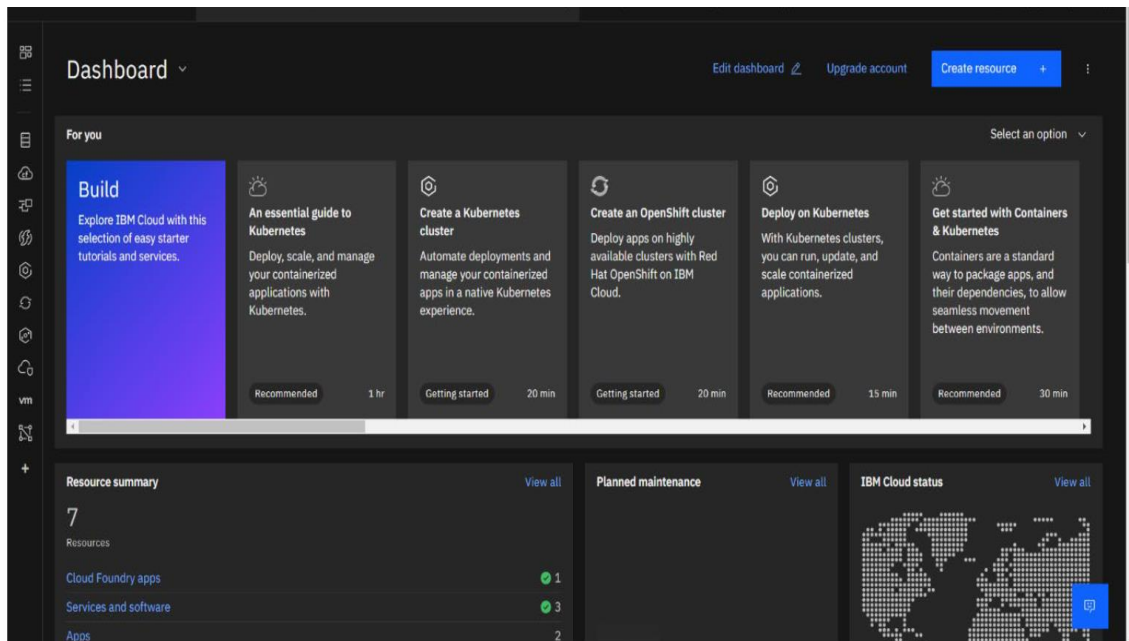 Dashboard
Edit dashboard
Upgrade account
Create resource +
For you
Select an option
Build
Explore IBM Cloud with this
selection of easy starter
tutorials and services.
An essential guide to
Kubernetes
Deploy, scale, and manage
your containerized
applications with
Kubernetes.
Recommended 1 hr
Create a Kubernetes
cluster
Automate deployments and
manage your containerized
apps in a native Kubernetes
experience.
Getting started 20 min
Create an OpenShift cluster
Deploy apps on highly
available clusters with Red
Hat OpenShift on IBM
Cloud.
Getting started 20 min
Deploy on Kubernetes
With Kubernetes clusters,
you can run, update, and
scale containerized
applications.
Recommended 15 min
Get started with Containers
& Kubernetes
Containers are a standard
way to package apps, and
their dependencies, to allow
seamless movement
between environments.
Recommended 30 min
vm
+
Resource summary View all
7
Resources
Cloud Foundry apps 1
Services and software 3
Apps 2
Planned maintenance View all
IBM Cloud status View all